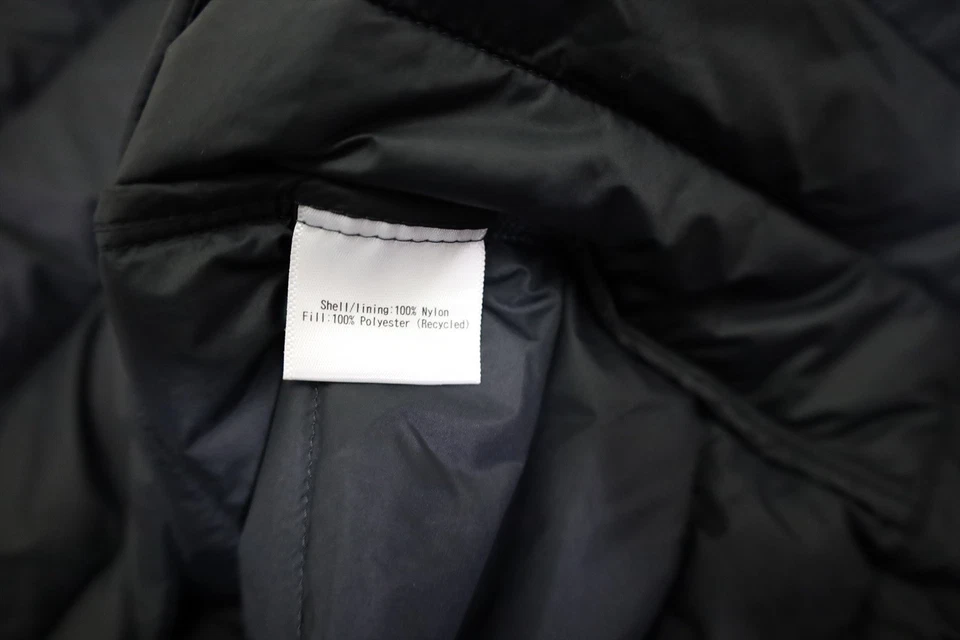 Shell/lining:100% Nylon
Fill:100% Polyester (Recycled)